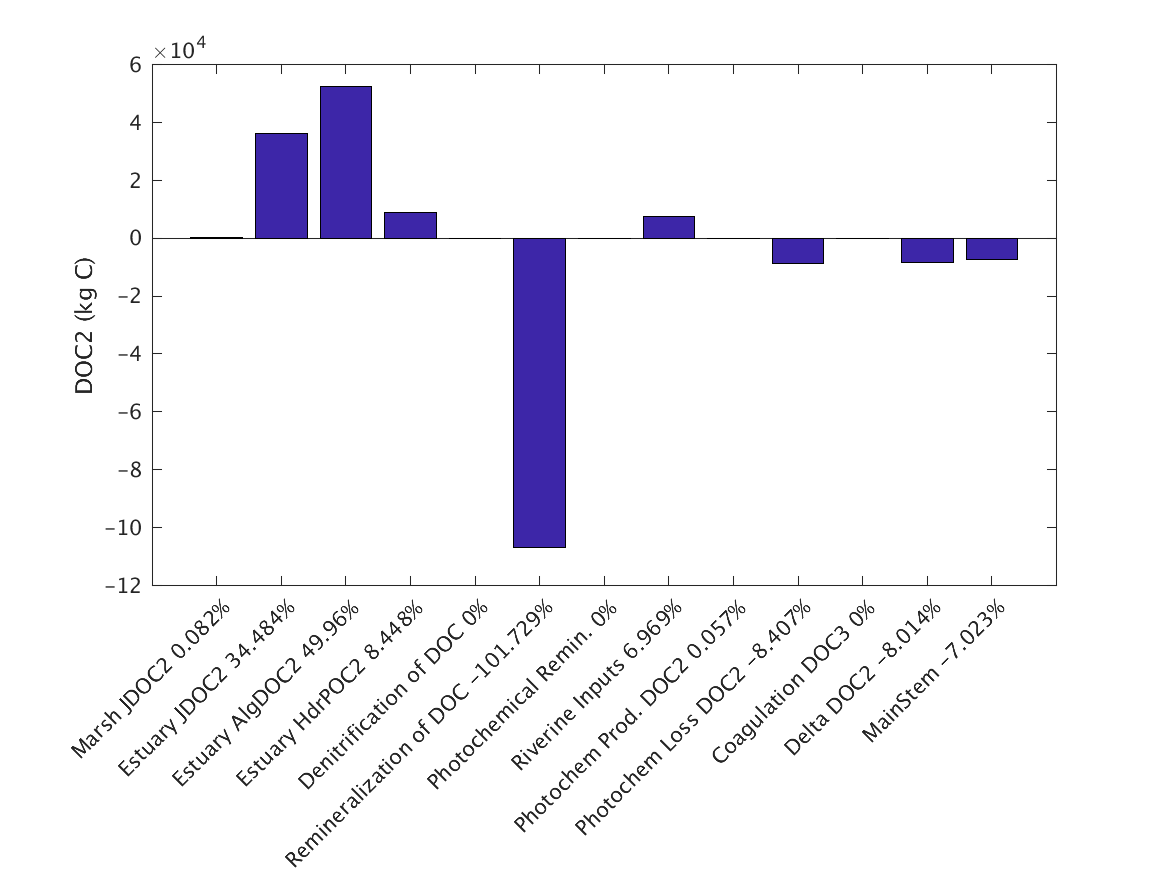 ×10^4
6
4
2
0
−2
−4
−6
−8
−10
−12
DOC2 (kg C)
Marsh JDOC2 0.082%
Estuary JDOC2 34.484%
Estuary AlgDOC2 49.96%
Estuary HdrPOC2 8.448%
Denitrification of DOC 0%
Remineralization of DOC −101.729%
Photochemical Remin. 0%
Riverine Inputs 6.969%
Photochem Prod. DOC2 0.057%
Photochem Loss DOC2 −8.407%
Coagulation DOC3 0%
Delta DOC2 −8.014%
MainStem −7.023%